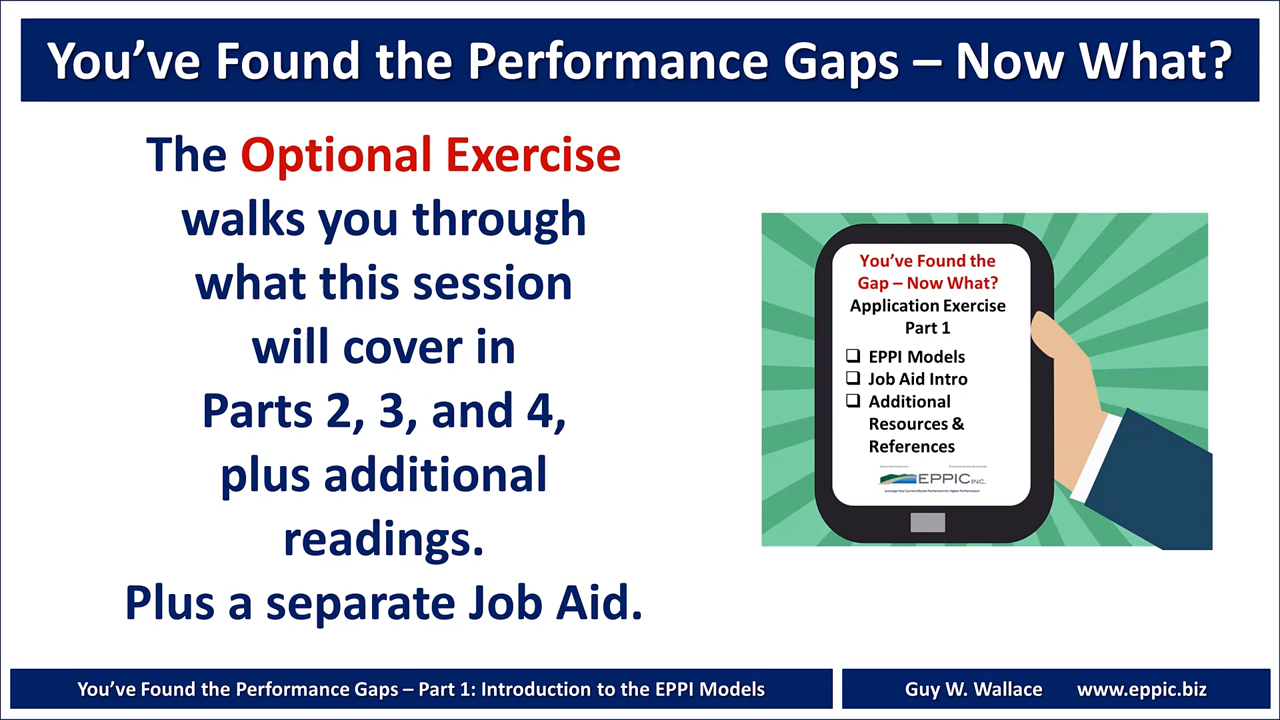 You've Found the Performance Gaps – Now What?
The Optional Exercise
walks you through
what this session
will cover in
Parts 2, 3, and 4,
plus additional
readings.
Plus a separate Job Aid.
You've Found the
Gap – Now What?
Application Exercise
Part 1
❑ EPPI Models
❑ Job Aid Intro
❑ Additional
Resources &
References
EPPIC INC.
You've Found the Performance Gaps – Part 1: Introduction to the EPPI Models
Guy W. Wallace www.eppic.biz